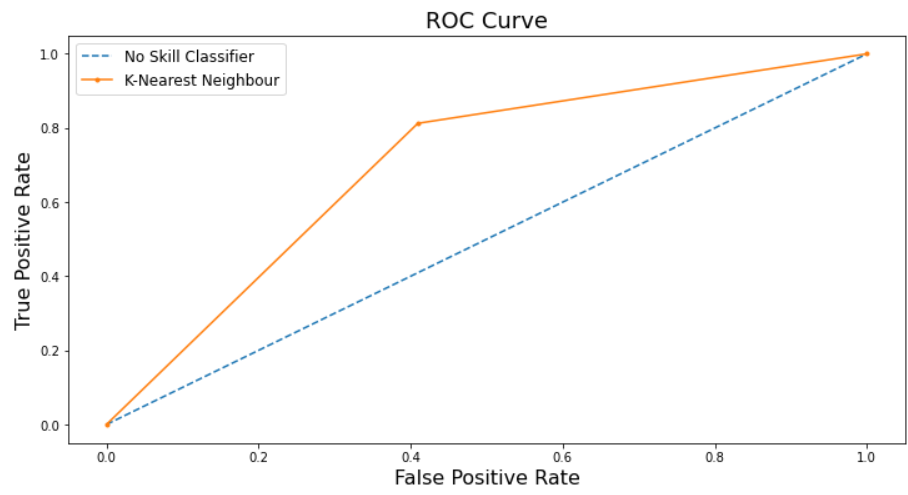 ROC Curve
No Skill Classifier
K-Nearest Neighbour
True Positive Rate
1.0
0.8
0.6
0.4
0.2
0.0
0.0 0.2 0.4 0.6 0.8 1.0
False Positive Rate